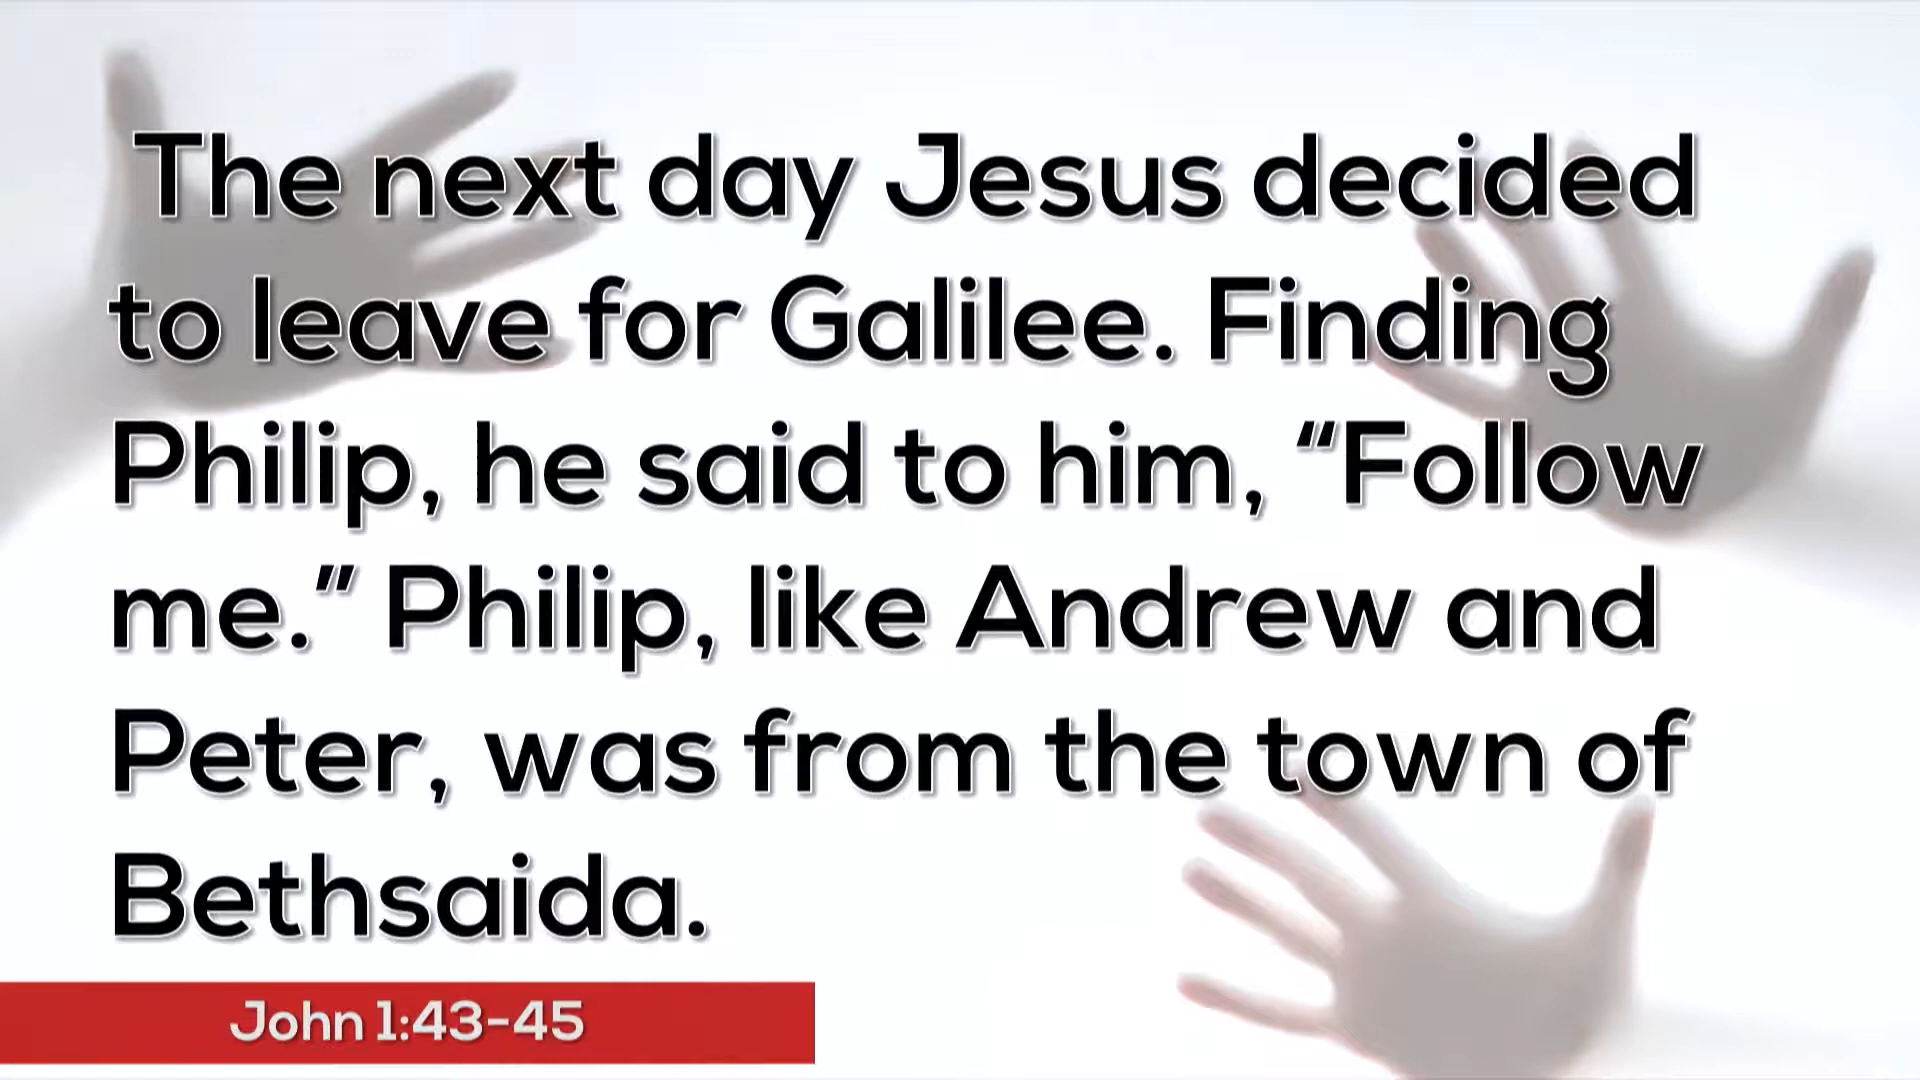 The next day Jesus decided
to leave for Galilee. Finding
Philip, he said to him, “Follow
me.” Philip, like Andrew and
Peter, was from the town of
Bethsaida.
John 1:43-45